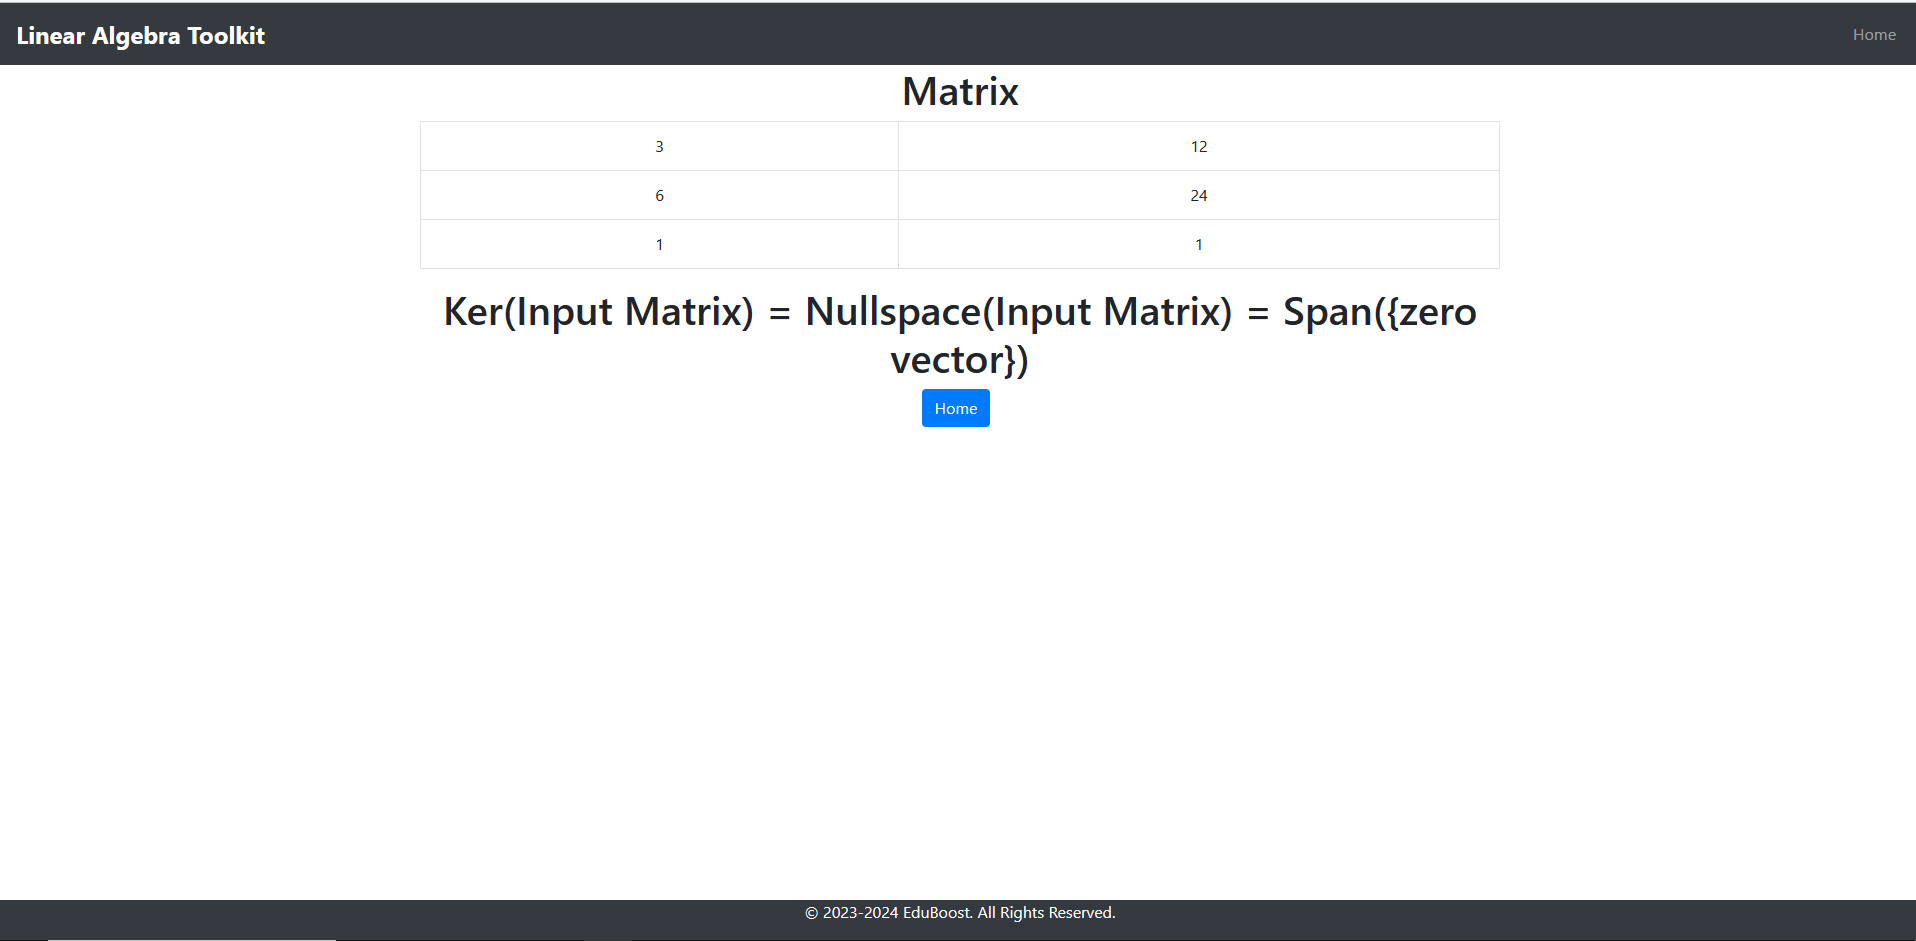 Linear Algebra Toolkit Home
Matrix
3 12
6 24
1 1
Ker(Input Matrix) = Nullspace(Input Matrix) = Span({zero
vector})
Home
© 2023-2024 EduBoost. All Rights Reserved.